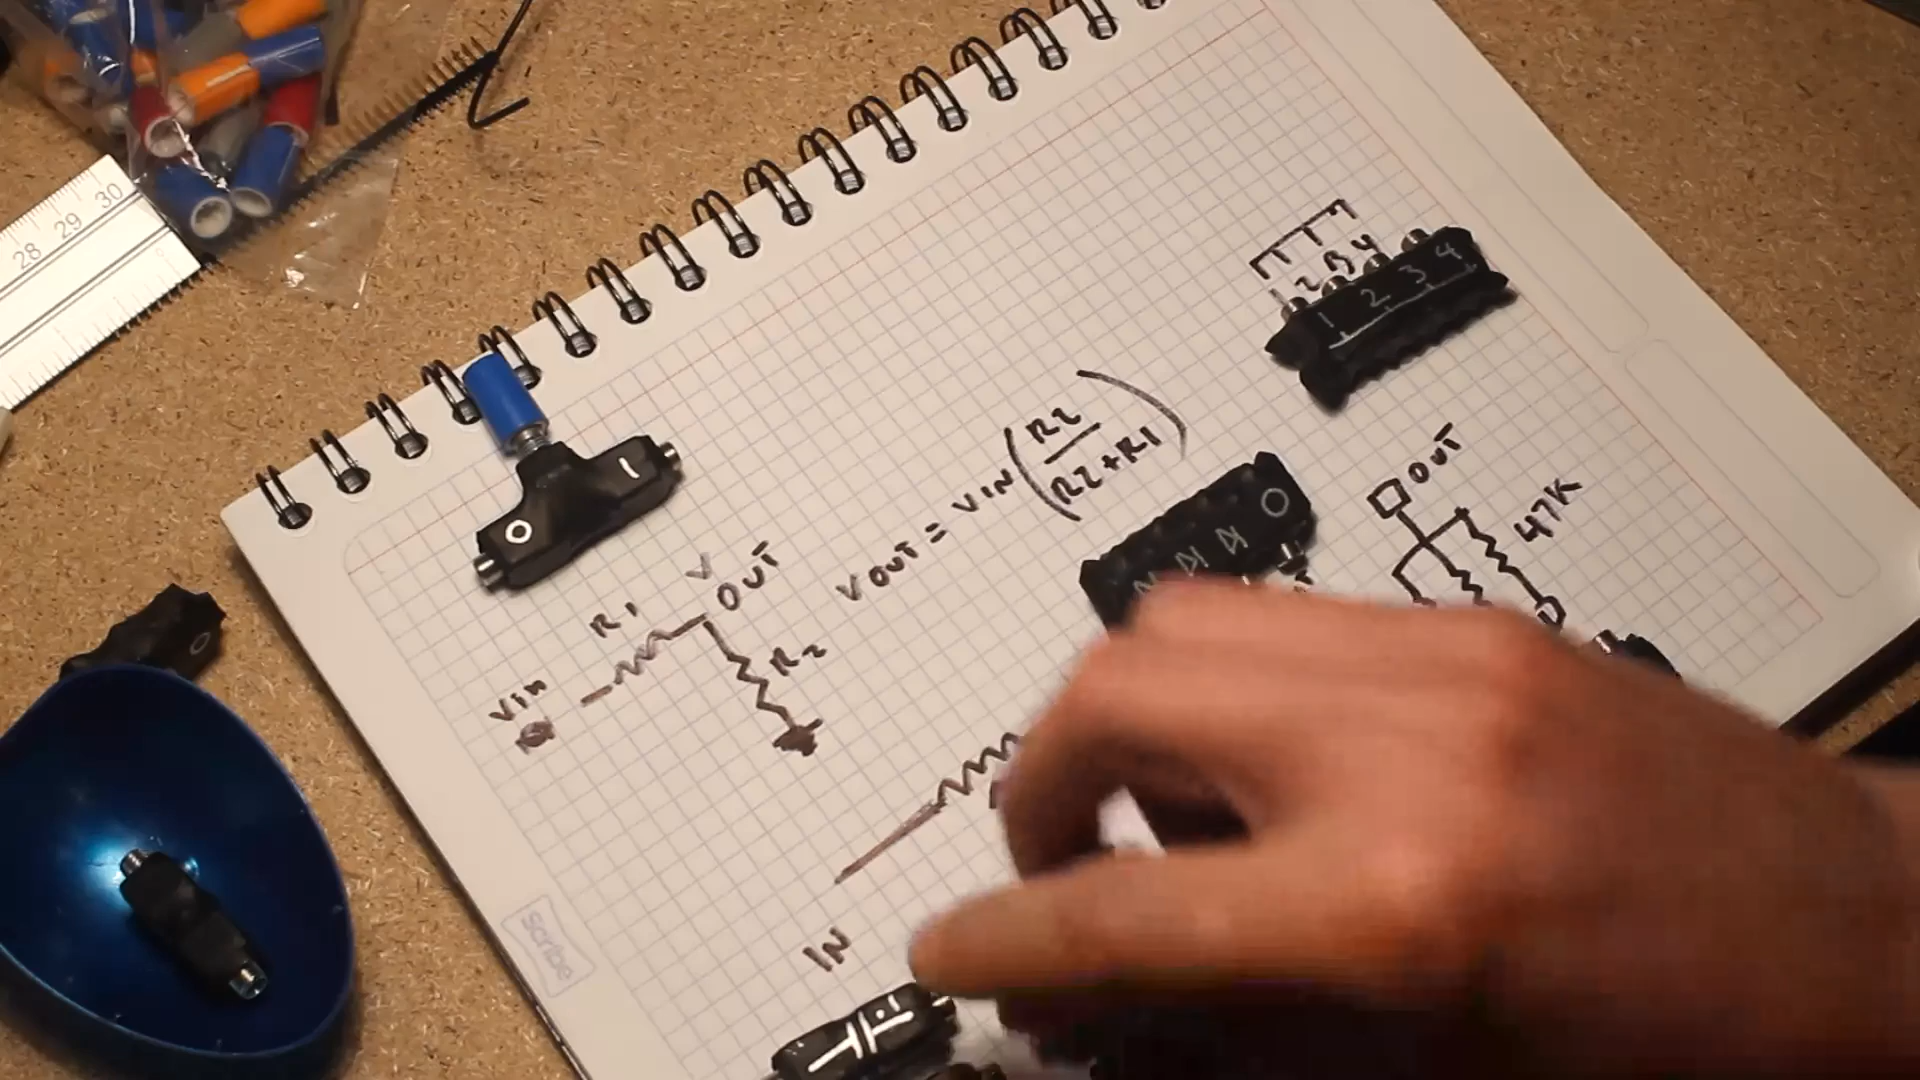 28 29 30
1 2 3 4
1 2 3 4
VOUT = VIN (R2 / R2+R1)
OUT
47K
O
I
O
V
OUT
R1
R2
Vin
IN
scribe